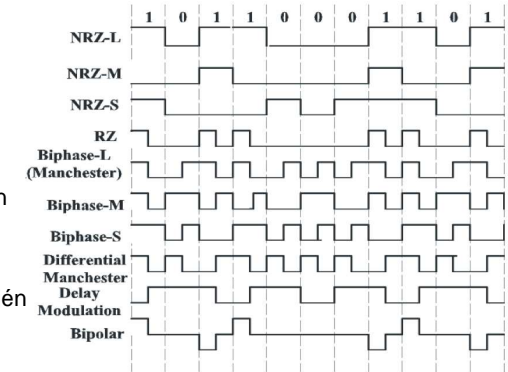 1 0 1 1 0 0 0 1 1 0 1
NRZ-L
NRZ-M
NRZ-S
RZ
Biphase-L
(Manchester)
n
Biphase-M
Biphase-S
Differential
Manchester
én
Delay
Modulation
Bipolar